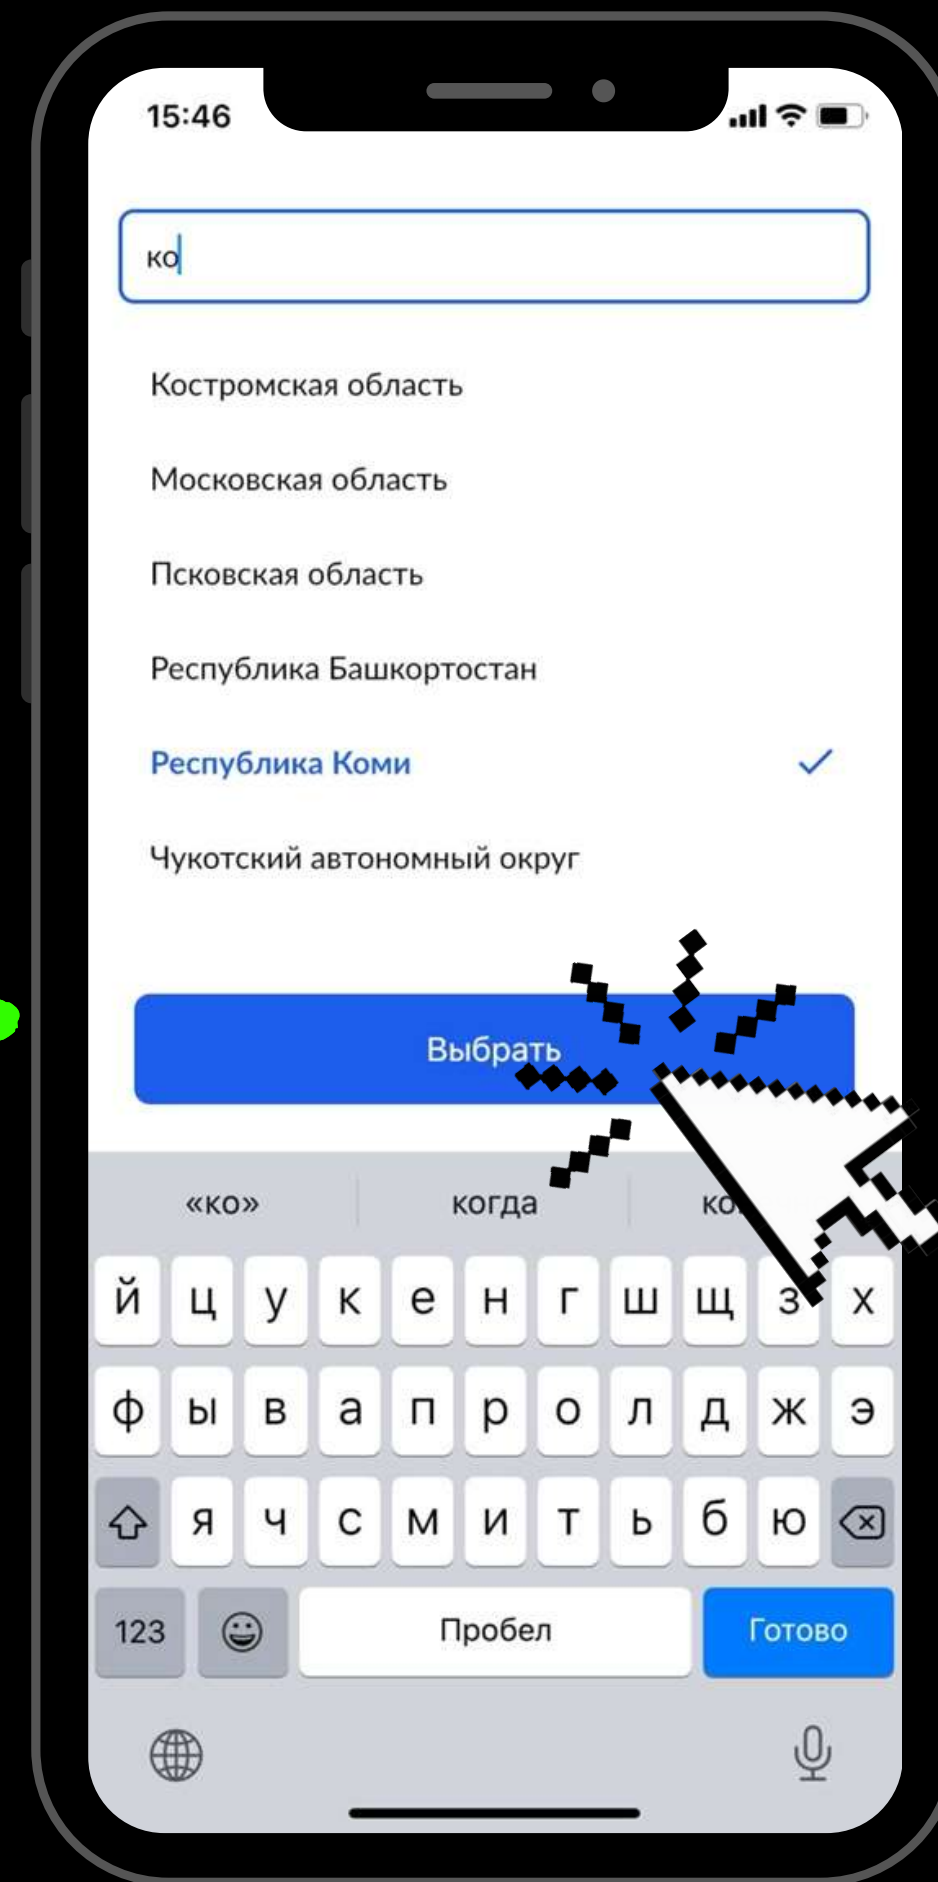 15:46
ко
Костромская область
Московская область
Псковская область
Республика Башкортостан
Республика Коми
Чукотский автономный округ
Выбрать
«ко» когда
й ц у к е н г ш щ з х
ф ы в а п р о л д ж э
я ч с м и т ь б ю
123 Пробел Готово